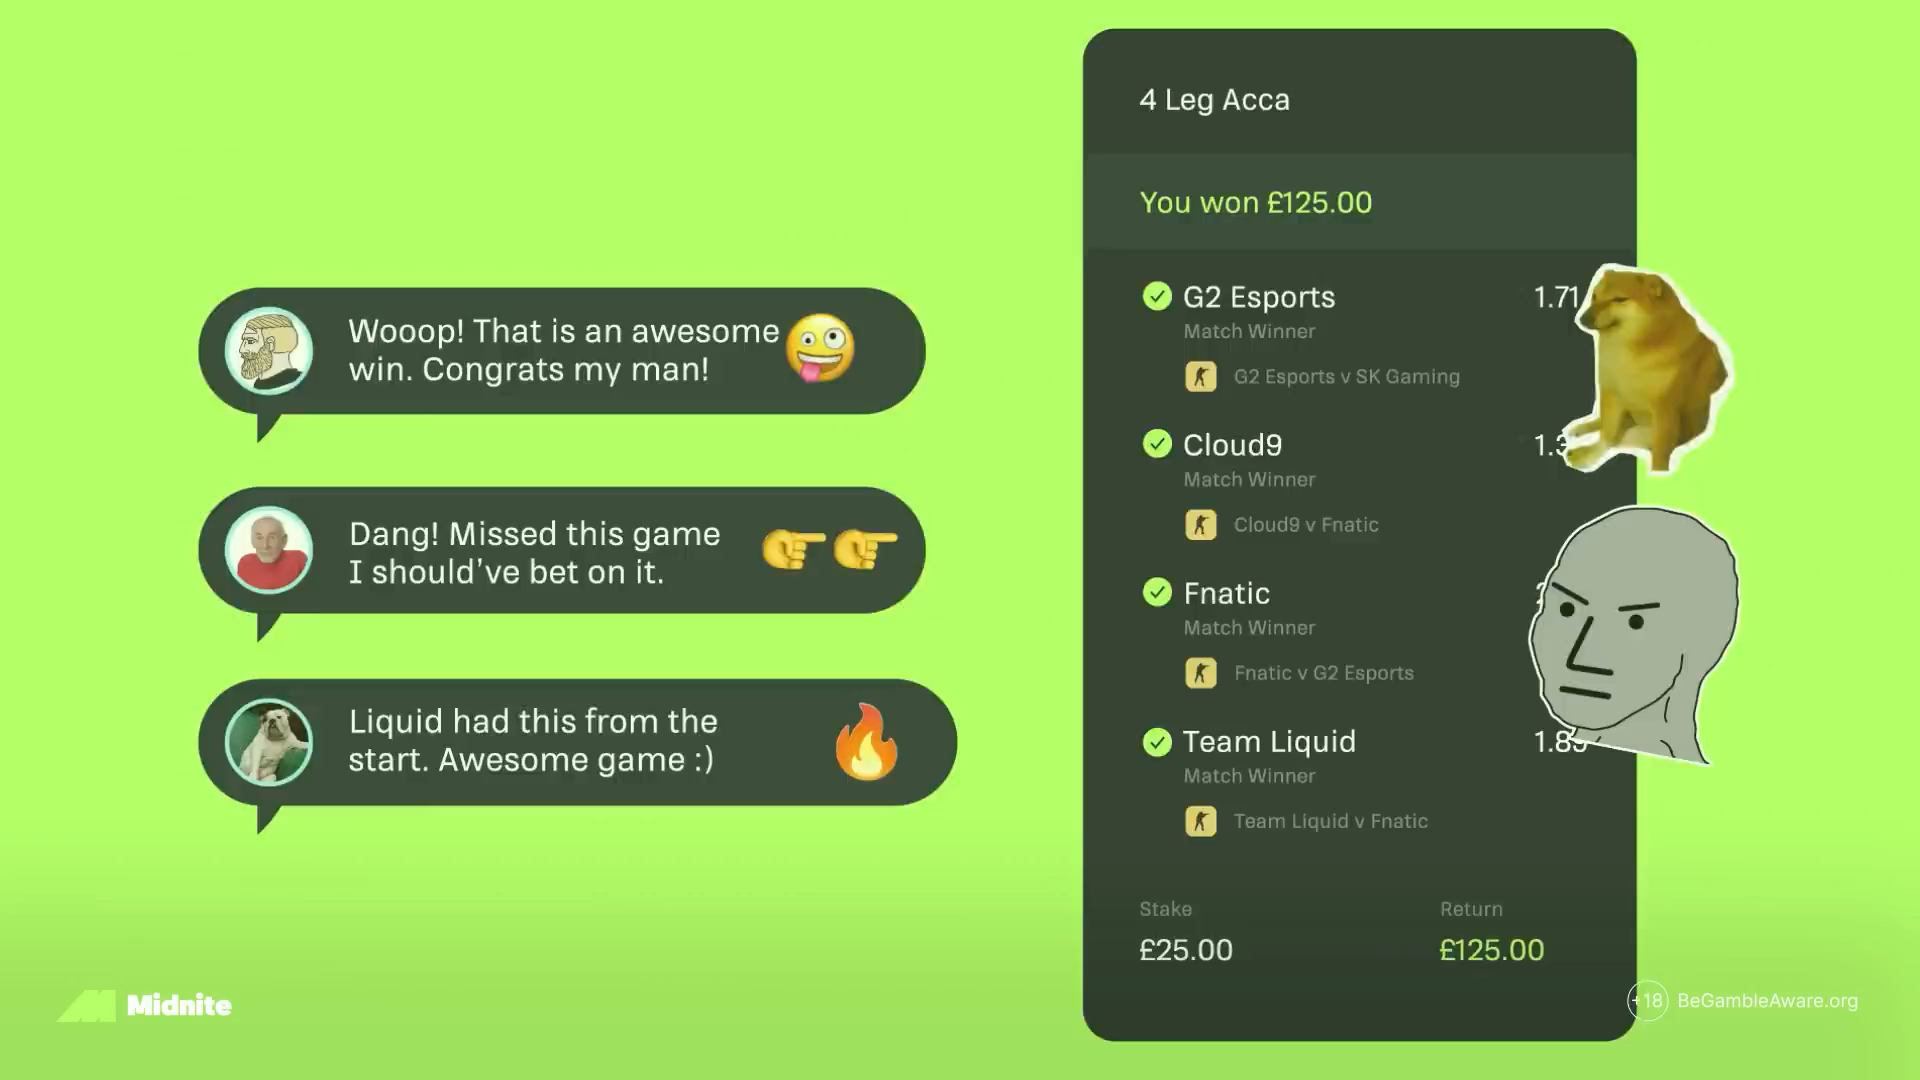 Wooop! That is an awesome
win. Congrats my man!
Dang! Missed this game
I should've bet on it.
Liquid had this from the
start. Awesome game :)
4 Leg Acca
You won £125.00
G2 Esports 1.71
Match Winner
G2 Esports v SK Gaming
Cloud9
Match Winner
Cloud9 v Fnatic
Fnatic
Match Winner
Fnatic v G2 Esports
Team Liquid
Match Winner
Team Liquid v Fnatic
Stake Return
£25.00 £125.00
Midnite
+18 BeGambleAware.org